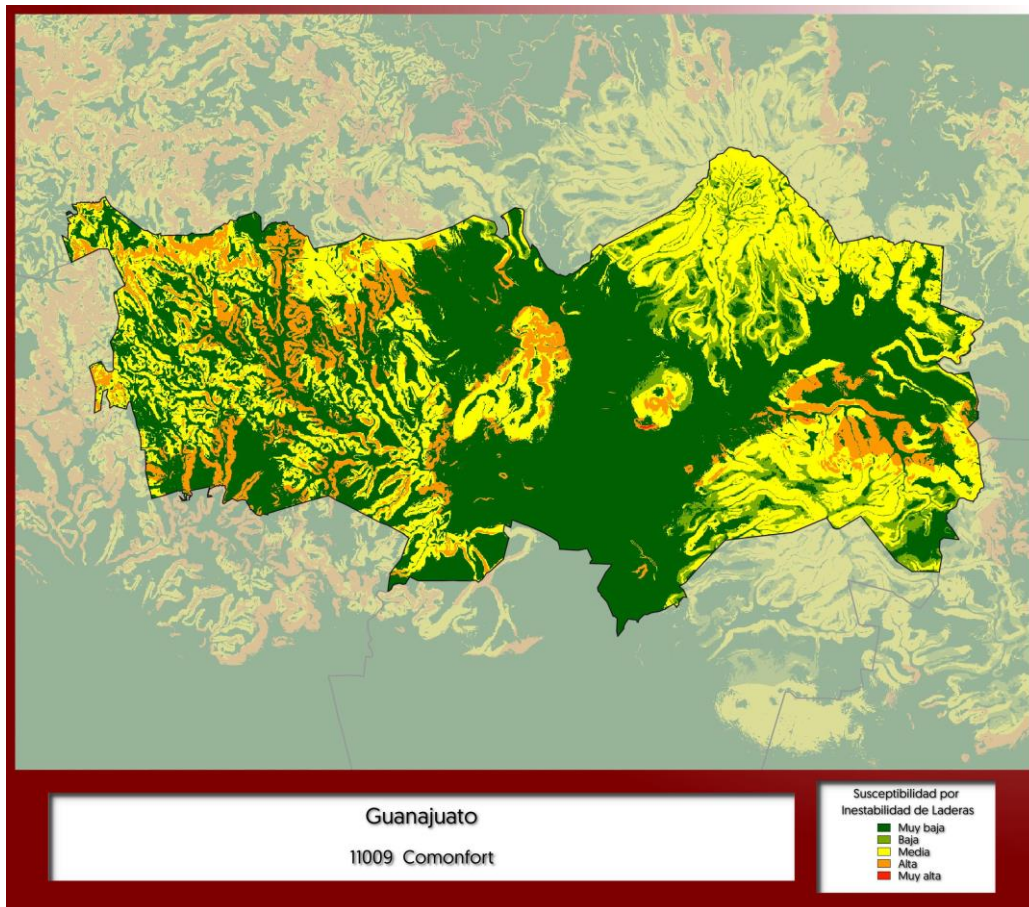 Guanajuato
11009 Comonfort
Susceptibilidad por
Inestabilidad de Laderas
Muy baja
Baja
Media
Alta
Muy alta